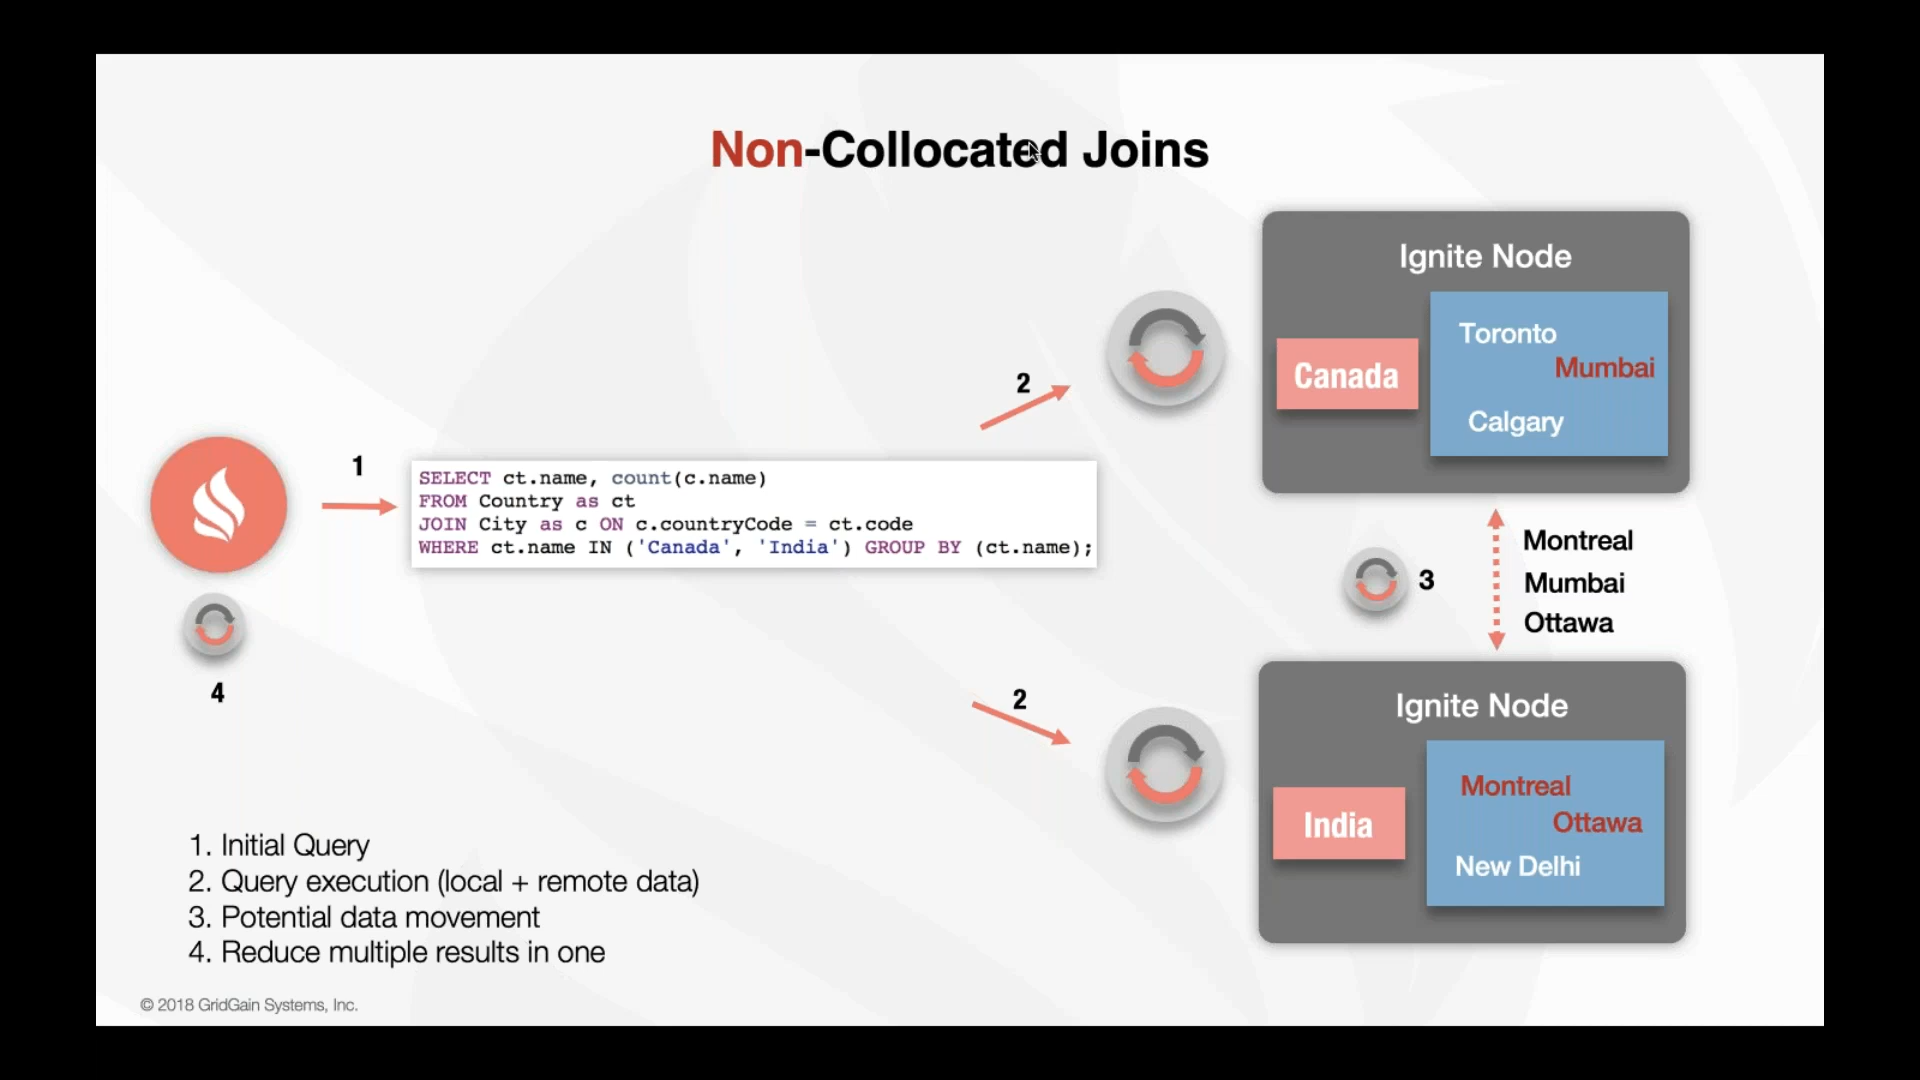 Non-Collocated Joins
Ignite Node
Canada
Toronto
Mumbai
Calgary
2
1
SELECT ct.name, count(c.name)
FROM Country as ct
JOIN City as c ON c.countryCode = ct.code
WHERE ct.name IN ('Canada', 'India') GROUP BY (ct.name);
3
Montreal
Mumbai
Ottawa
4
2
Ignite Node
India
Montreal
Ottawa
New Delhi
1. Initial Query
2. Query execution (local + remote data)
3. Potential data movement
4. Reduce multiple results in one
© 2018 GridGain Systems, Inc.